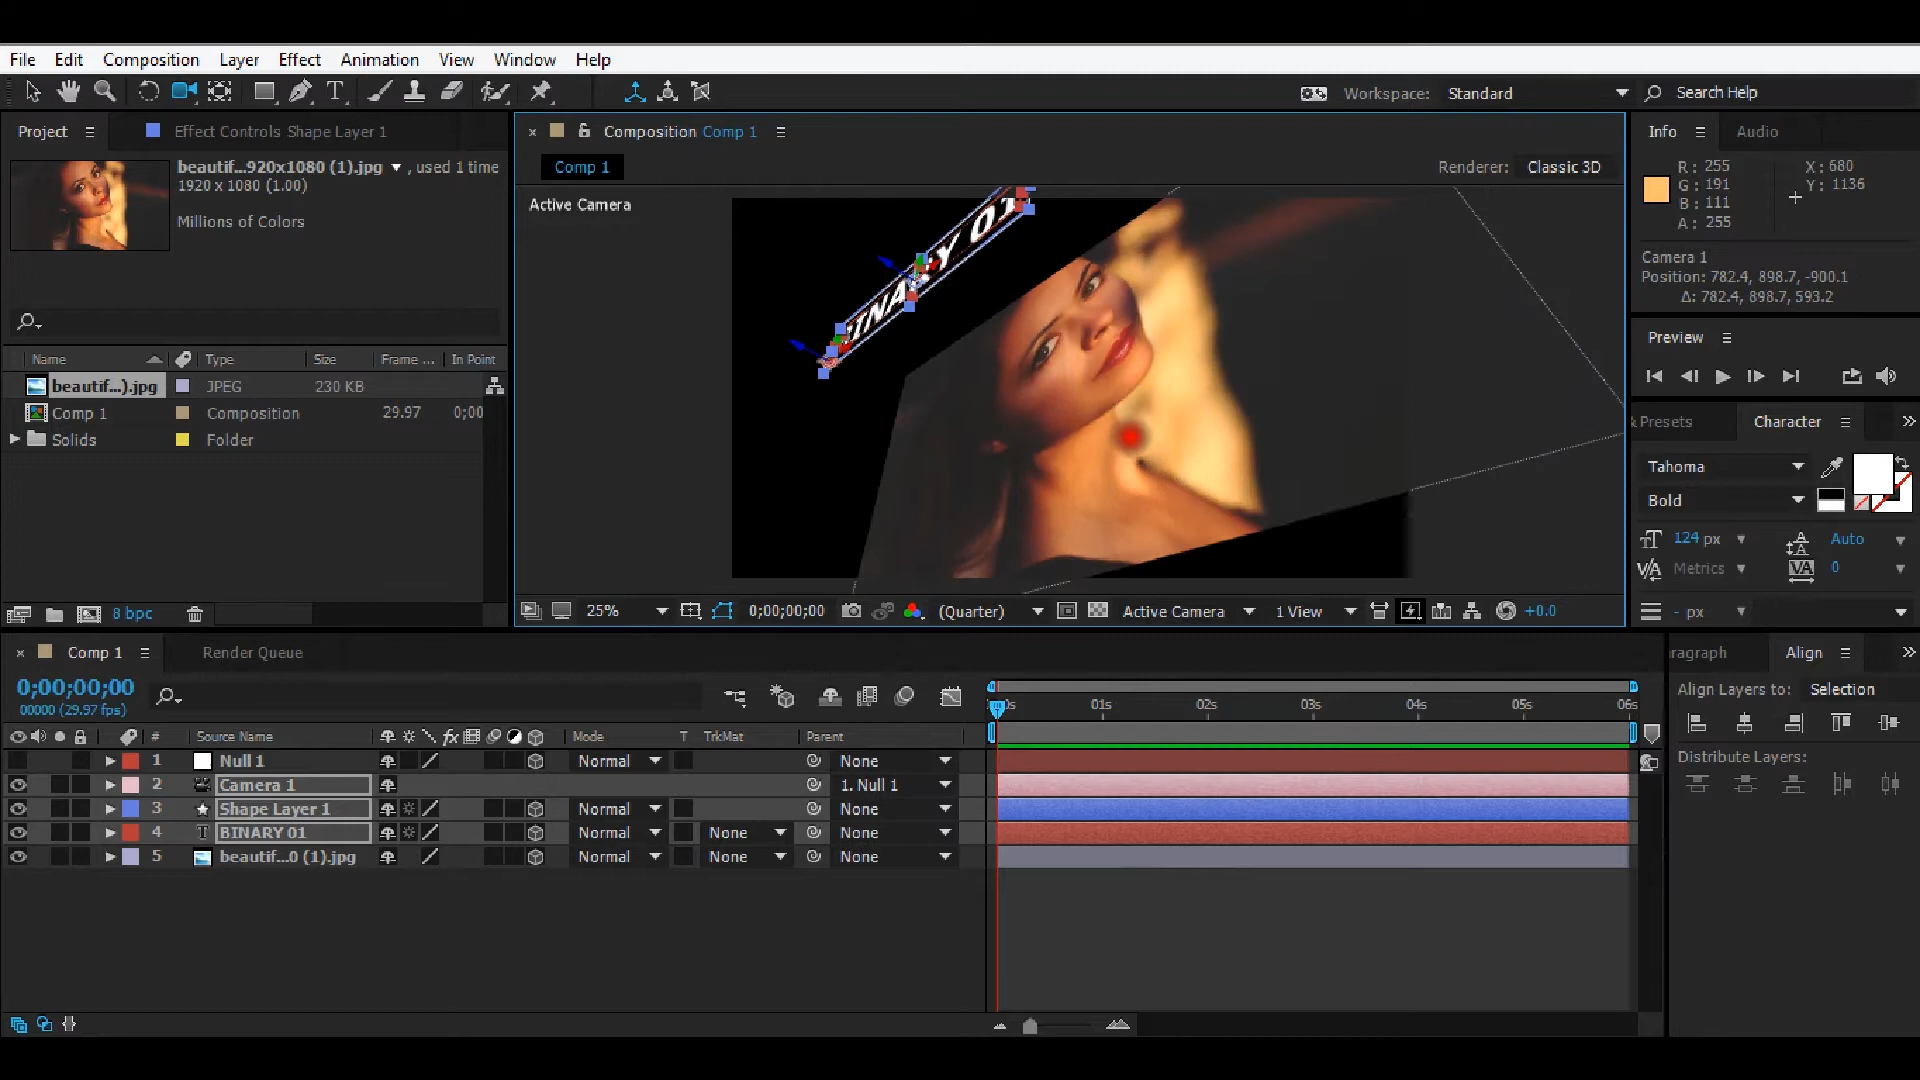 File Edit Composition Layer Effect Animation View Window Help
Workspace: Standard Search Help
Project Effect Controls Shape Layer 1
beautif...920x1080 (1).jpg , used 1 time
1920 x 1080 (1.00)
Millions of Colors
Name Type Size Frame ... In Point
beautif...).jpg JPEG 230 KB
Comp 1 Composition 29.97 0;00
Solids Folder
8 bpc
Composition Comp 1
Comp 1 Renderer: Classic 3D
Active Camera
BINARY 01
25% 0;00;00;00 (Quarter) Active Camera 1 View +0.0
Info Audio
R: 255 X: 680
G: 191 Y: 1136
B: 111
A: 255
Camera 1
Position: 782.4, 898.7, -900.1
Δ: 782.4, 898.7, 593.2
Preview
& Presets Character
Tahoma
Bold
124 px Auto
Metrics 0
- px
Comp 1 Render Queue
0;00;00;00
00000 (29.97 fps)
0s 01s 02s 03s 04s 05s 06s
# Source Name fx Mode T TrkMat Parent
1 Null 1 Normal None
2 Camera 1 1. Null 1
3 Shape Layer 1 Normal None
4 BINARY 01 Normal None None
5 beautif...0 (1).jpg Normal None None
ragraph Align
Align Layers to: Selection
Distribute Layers: